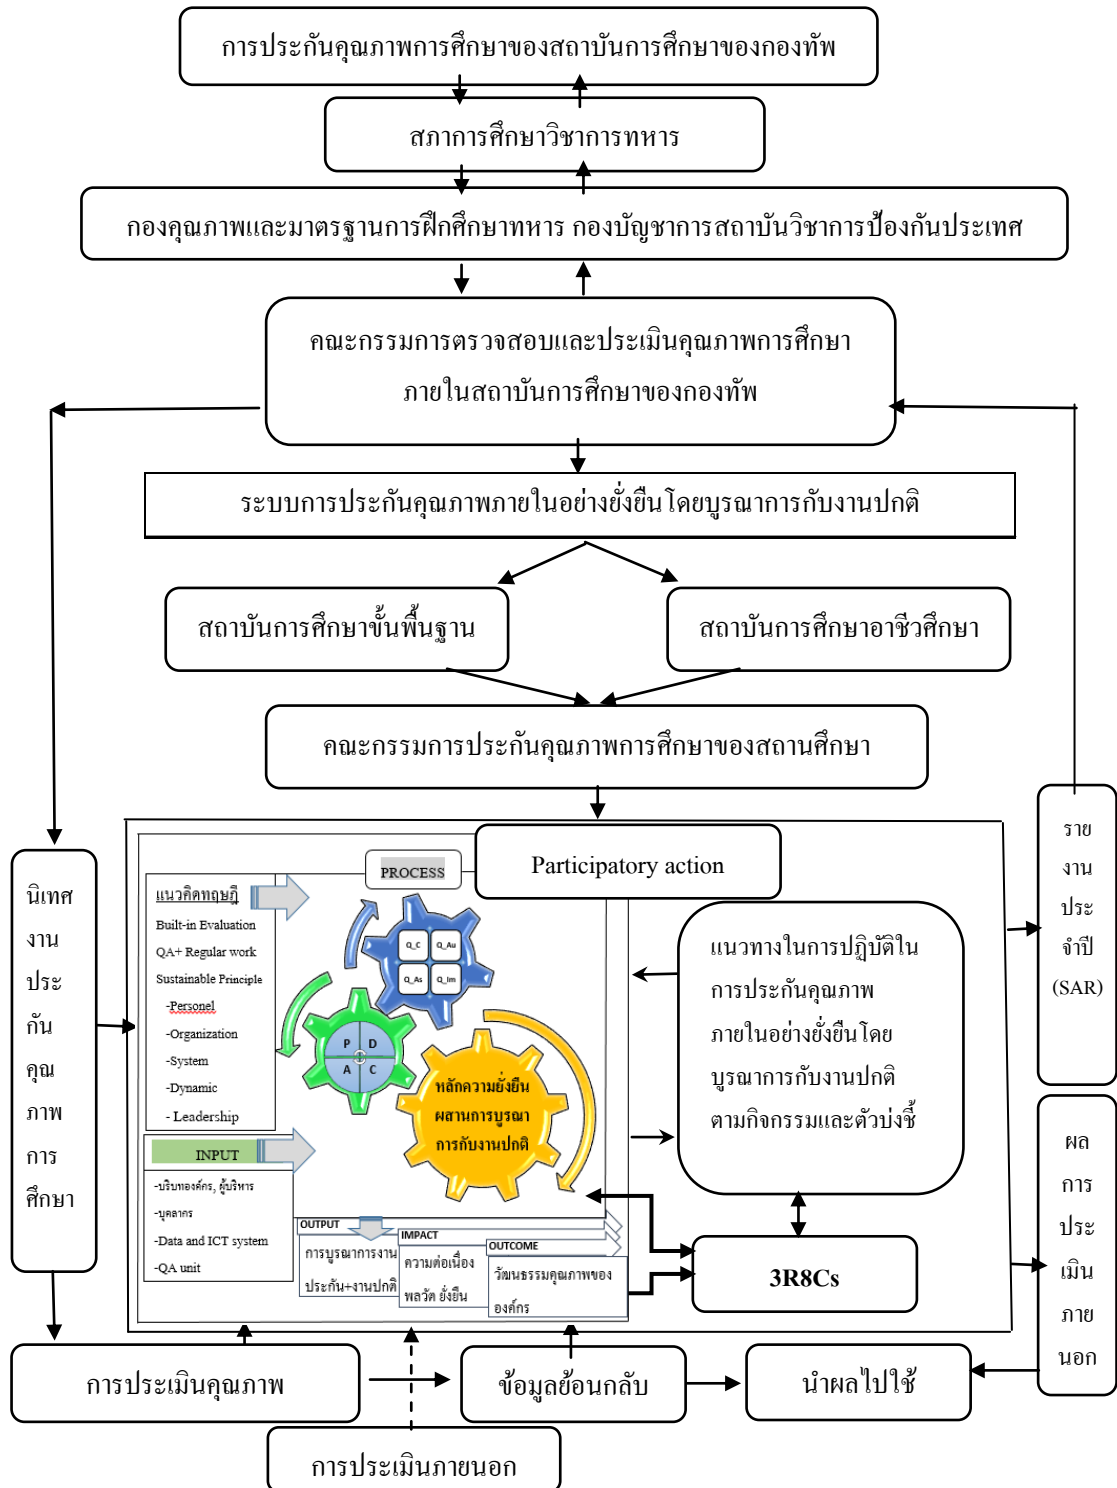 การประกันคุณภาพการศึกษาของสถาบันการศึกษาของกองทัพ
สภาการศึกษาวิชาการทหาร
กองคุณภาพและมาตรฐานการฝึกศึกษาทหาร กองบัญชาการสถาบันวิชาการป้องกันประเทศ
คณะกรรมการตรวจสอบและประเมินคุณภาพการศึกษา
ภายในสถาบันการศึกษาของกองทัพ
ระบบการประกันคุณภาพภายในอย่างยั่งยืนโดยบูรณาการกับงานปกติ
สถาบันการศึกษาขั้นพื้นฐาน
สถาบันการศึกษาอาชีวศึกษา
คณะกรรมการประกันคุณภาพการศึกษาของสถานศึกษา
นิเทศ
งาน
ประ
กัน
คุณ
ภาพ
การ
ศึกษา
Participatory action
PROCESS
แนวคิดทฤษฎี
Built-in Evaluation
QA+ Regular work
Sustainable Principle
-Personel
-Organization
-System
-Dynamic
- Leadership
Q_C
Q_Au
Q_As
Q_Im
P
D
A
C
หลักความยั่งยืน
ผสานการบูรณา
การกับงานปกติ
INPUT
-บริบทองค์กร, ผู้บริหาร
-บุคลากร
-Data and ICT system
-QA unit
OUTPUT
การบูรณาการงาน
ประกัน+งานปกติ
IMPACT
ความต่อเนื่อง
พลวัต ยั่งยืน
OUTCOME
วัฒนธรรมคุณภาพของ
องค์กร
แนวทางในการปฏิบัติใน
การประกันคุณภาพ
ภายในอย่างยั่งยืนโดย
บูรณาการกับงานปกติ
ตามกิจกรรมและตัวบ่งชี้
3R8Cs
ราย
งาน
ประ
จำปี
(SAR)
ผล
การ
ประ
เมิน
ภาย
นอก
การประเมินคุณภาพ
ข้อมูลย้อนกลับ
นำผลไปใช้
การประเมินภายนอก